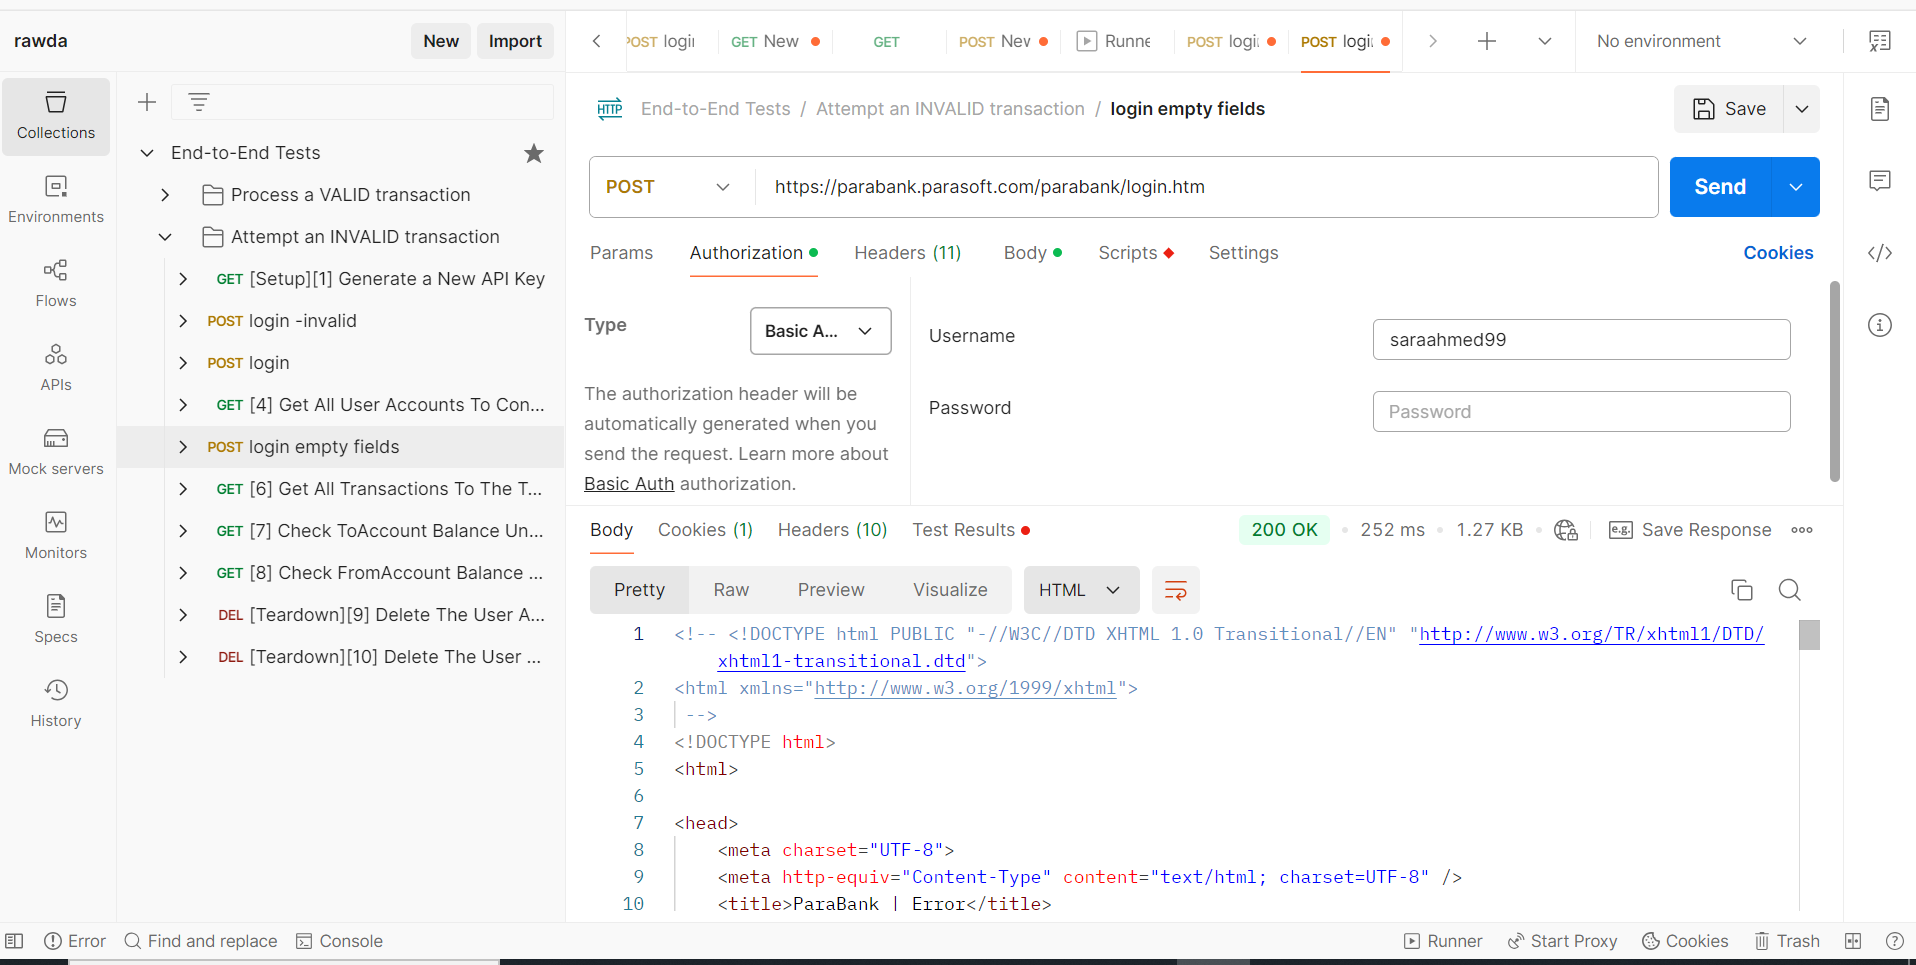 rawda
New
Import
POST logi
GET New
GET
POST New
Runne
POST logi
POST logi
No environment
Collections
Environments
Flows
APIs
Mock servers
Monitors
Specs
History
End-to-End Tests
Process a VALID transaction
Attempt an INVALID transaction
GET [Setup][1] Generate a New API Key
POST login -invalid
POST login
GET [4] Get All User Accounts To Con...
POST login empty fields
GET [6] Get All Transactions To The T...
GET [7] Check ToAccount Balance Un...
GET [8] Check FromAccount Balance ...
DEL [Teardown][9] Delete The User A...
DEL [Teardown][10] Delete The User ...
HTTP End-to-End Tests / Attempt an INVALID transaction / login empty fields
Save
POST https://parabank.parasoft.com/parabank/login.htm
Send
Params Authorization Headers (11) Body Scripts Settings Cookies
Type Basic A...
The authorization header will be
automatically generated when you
send the request. Learn more about
Basic Auth authorization.
Username saraahmed99
Password Password
Body Cookies (1) Headers (10) Test Results
200 OK 252 ms 1.27 KB e.g. Save Response
Pretty Raw Preview Visualize HTML
1 <!-- <!DOCTYPE html PUBLIC "-//W3C//DTD XHTML 1.0 Transitional//EN" "http://www.w3.org/TR/xhtml1/DTD/
xhtml1-transitional.dtd">
2 <html xmlns="http://www.w3.org/1999/xhtml">
3 -->
4 <!DOCTYPE html>
5 <html>
6
7 <head>
8 <meta charset="UTF-8">
9 <meta http-equiv="Content-Type" content="text/html; charset=UTF-8" />
10 <title>ParaBank | Error</title>
Error Find and replace Console Runner Start Proxy Cookies Trash